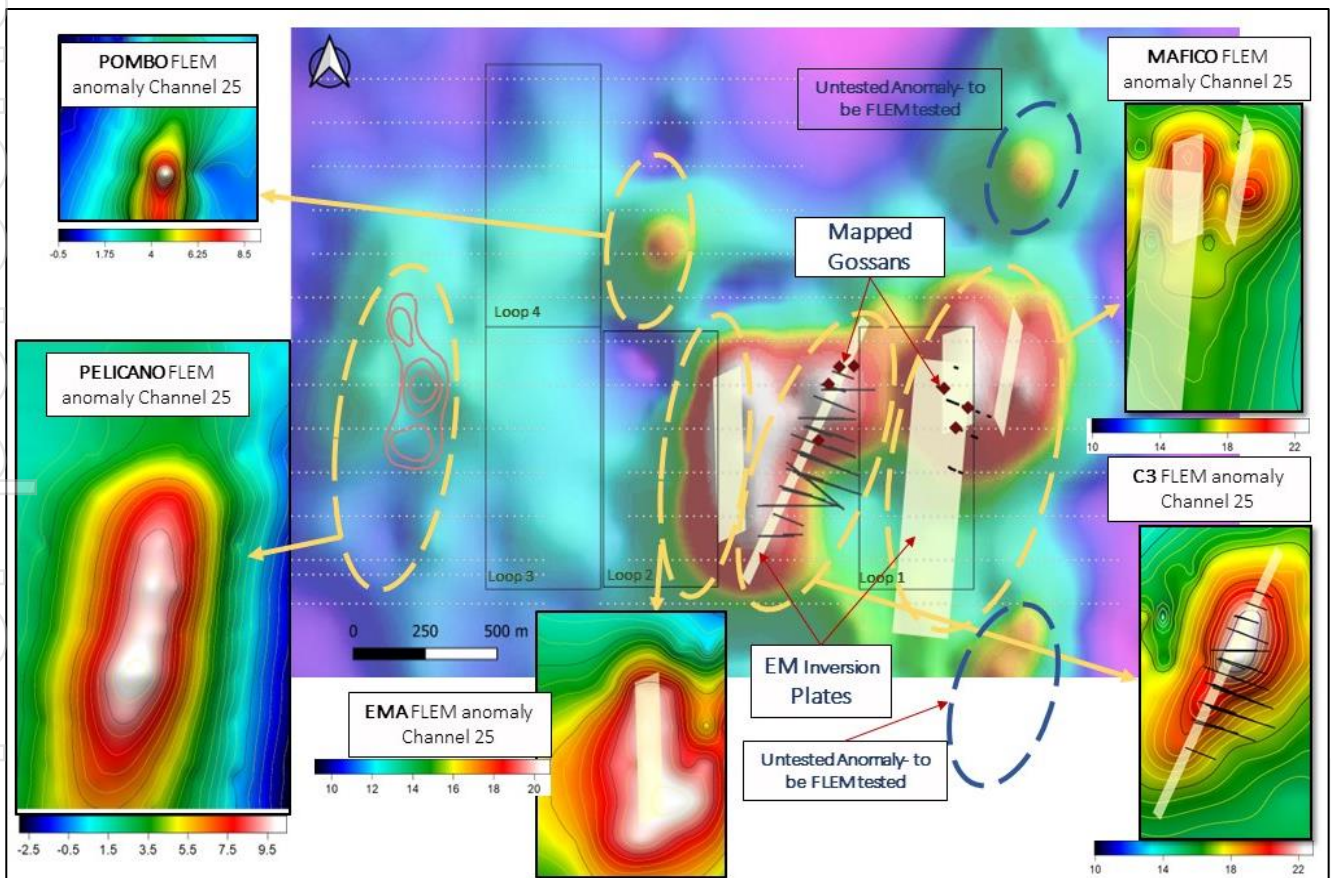 POMBO FLEM
anomaly Channel 25
-0.5 1.75 4 6.25 8.5
Untested Anomaly- to
be FLEM tested
MAFICO FLEM
anomaly Channel 25
10 14 18 22
Mapped
Gossans
Loop 4
PELICANO FLEM
anomaly Channel 25
-2.5 -0.5 1.5 3.5 5.5 7.5 9.5
Loop 3
Loop 2
Loop 1
0 250 500 m
EMA FLEM anomaly
Channel 25
10 12 14 16 18 20
EM Inversion
Plates
Untested Anomaly- to
be FLEM tested
C3 FLEM anomaly
Channel 25
10 14 18 22